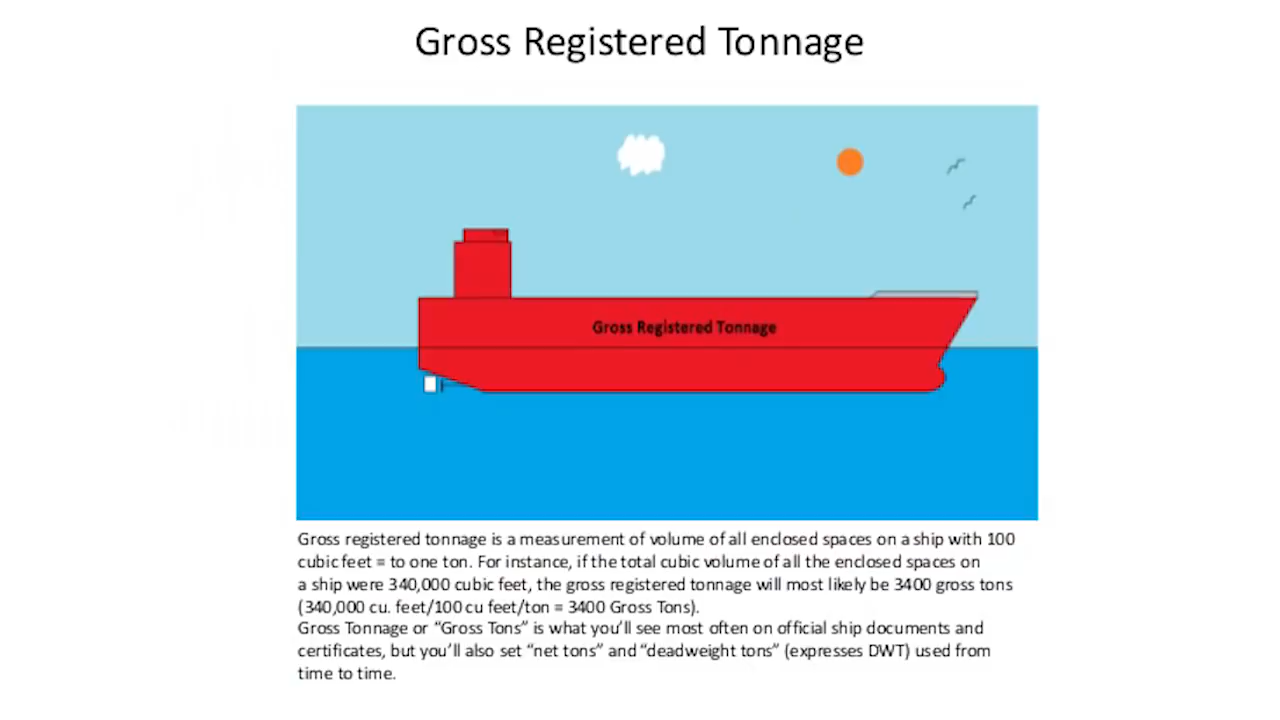 Gross Registered Tonnage
Gross Registered Tonnage
Gross registered tonnage is a measurement of volume of all enclosed spaces on a ship with 100
cubic feet = to one ton. For instance, if the total cubic volume of all the enclosed spaces on
a ship were 340,000 cubic feet, the gross registered tonnage will most likely be 3400 gross tons
(340,000 cu. feet/100 cu feet/ton = 3400 Gross Tons).
Gross Tonnage or “Gross Tons” is what you’ll see most often on official ship documents and
certificates, but you’ll also set “net tons” and “deadweight tons” (expresses DWT) used from
time to time.